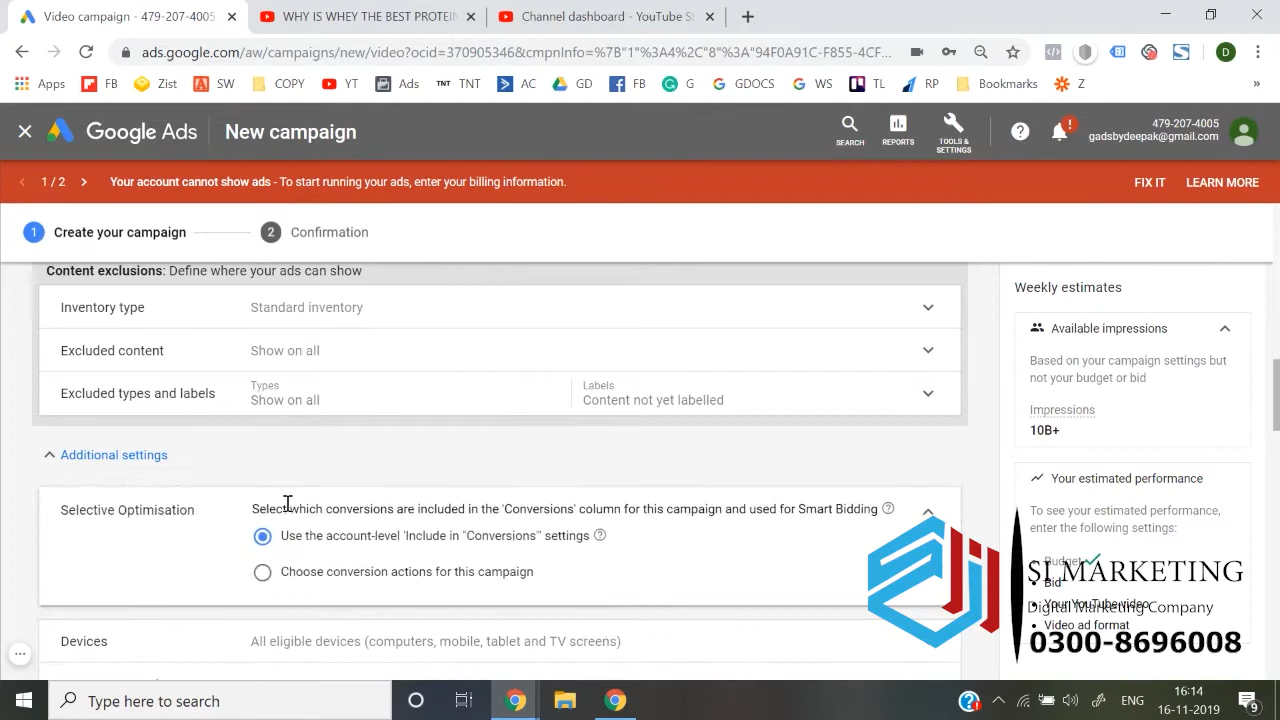 Video campaign - 479-207-4005
WHY IS WHEY THE BEST PROTEIN
Channel dashboard - YouTube St
ads.google.com/aw/campaigns/new/video?ocid=370905346&cmpnInfo=%7B"1"%3A4%2C"8"%3A"94F0A91C-F855-4CF...
D
Apps
FB
Zist
SW
COPY
YT
Ads
TNT TNT
AC
GD
FB
G
GDOCS
WS
TL
RP
Bookmarks
Z
»
Google Ads
New campaign
SEARCH
REPORTS
TOOLS &
SETTINGS
479-207-4005
gadsbydeepak@gmail.com
1 / 2
Your account cannot show ads - To start running your ads, enter your billing information.
FIX IT
LEARN MORE
1 Create your campaign
2 Confirmation
Content exclusions: Define where your ads can show
Inventory type
Standard inventory
Excluded content
Show on all
Excluded types and labels
Types
Show on all
Labels
Content not yet labelled
Additional settings
Selective Optimisation
Select which conversions are included in the 'Conversions' column for this campaign and used for Smart Bidding
Use the account-level 'Include in "Conversions"' settings
Choose conversion actions for this campaign
Devices
All eligible devices (computers, mobile, tablet and TV screens)
Weekly estimates
Available impressions
Based on your campaign settings but
not your budget or bid
Impressions
10B+
Your estimated performance
To see your estimated performance,
enter the following settings:
Budget
Bid
Your YouTube video
Video ad format
SJ MARKETING
Digital Marketing Company
0300-8696008
Type here to search
ENG
16:14
16-11-2019
9